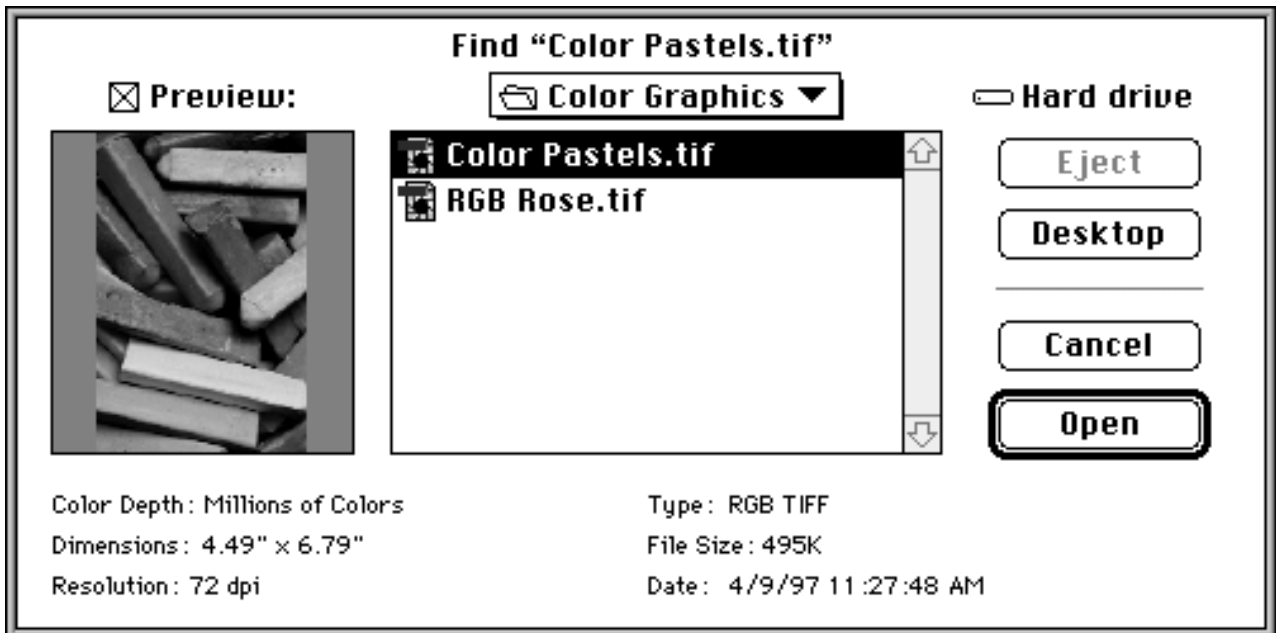 Find “Color Pastels.tif”
Preview:
Color Graphics
Hard drive
Color Pastels.tif
RGB Rose.tif
Eject
Desktop
Cancel
Open
Color Depth: Millions of Colors
Dimensions: 4.49" x 6.79"
Resolution: 72 dpi
Type: RGB TIFF
File Size: 495K
Date: 4/9/97 11:27:48 AM